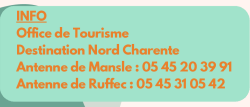 INFO
Office de Tourisme
Destination Nord Charente
Antenne de Mansle : 05 45 20 39 91
Antenne de Ruffec : 05 45 31 05 42